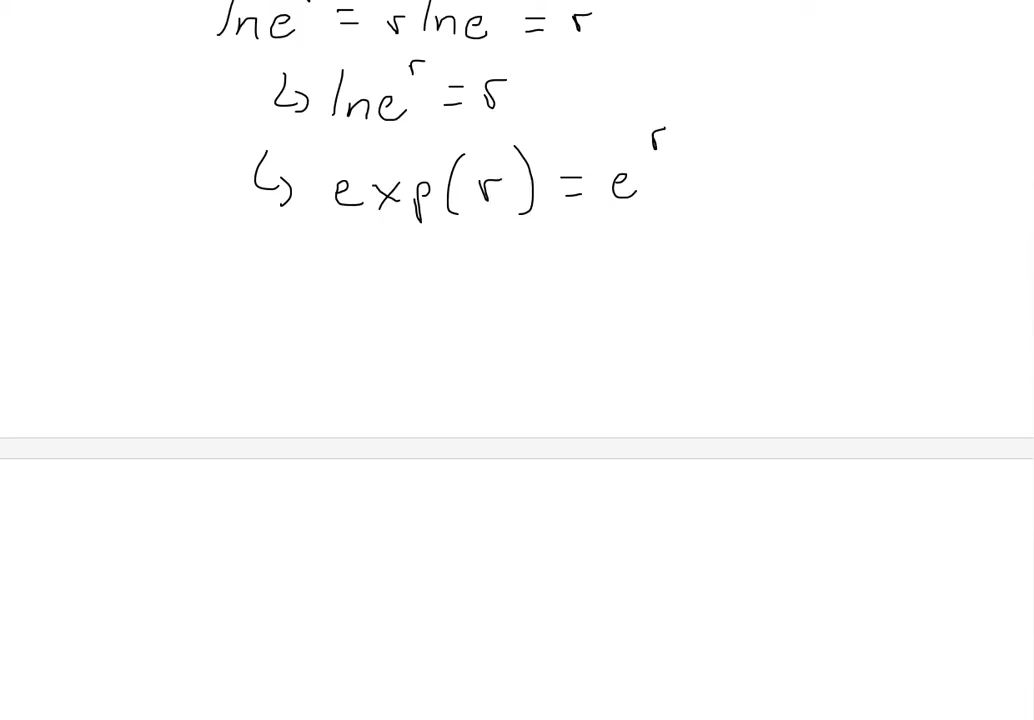 ln e^r = r ln e = r
↳ ln e^r = r
↳ exp(r) = e^r